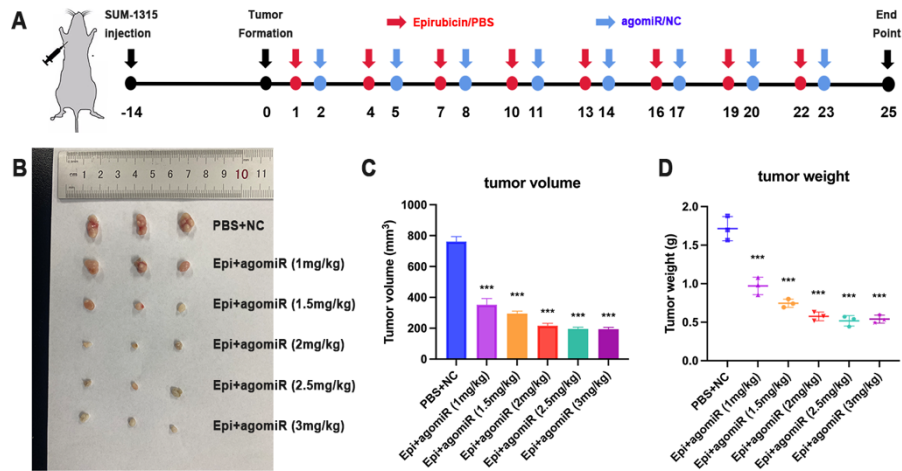 A
SUM-1315
injection
Tumor
Formation
Epirubicin/PBS
agomiR/NC
End
Point
-14 0 1 2 4 5 7 8 10 11 13 14 16 17 19 20 22 23 25
B
1 2 3 4 5 6 7 8 9 10 11
PBS+NC
Epi+agomiR (1mg/kg)
Epi+agomiR (1.5mg/kg)
Epi+agomiR (2mg/kg)
Epi+agomiR (2.5mg/kg)
Epi+agomiR (3mg/kg)
C
tumor volume
Tumor volume (mm³)
1000
800
600
400
200
0
*** *** *** *** ***
PBS+NC
Epi+agomiR (1mg/kg)
Epi+agomiR (1.5mg/kg)
Epi+agomiR (2mg/kg)
Epi+agomiR (2.5mg/kg)
Epi+agomiR (3mg/kg)
D
tumor weight
Tumor weight (g)
2.0
1.5
1.0
0.5
0.0
*** *** *** *** ***
PBS+NC
Epi+agomiR (1mg/kg)
Epi+agomiR (1.5mg/kg)
Epi+agomiR (2mg/kg)
Epi+agomiR (2.5mg/kg)
Epi+agomiR (3mg/kg)